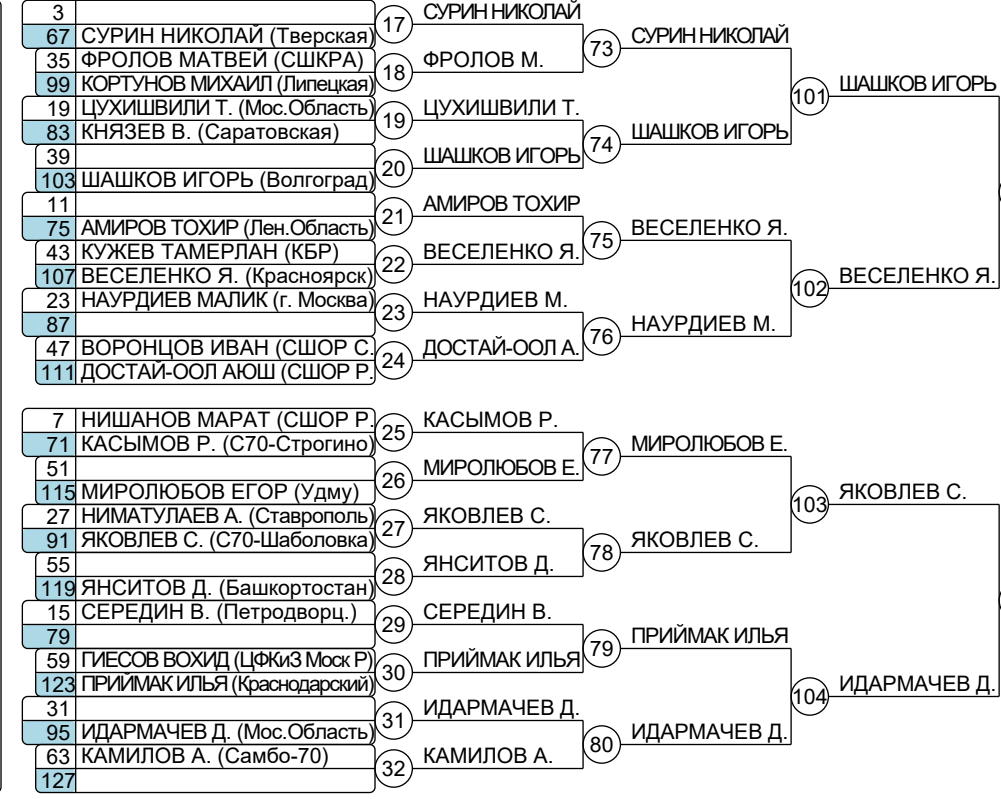 3
67 СУРИН НИКОЛАЙ (Тверская)
35 ФРОЛОВ МАТВЕЙ (СШКРА)
99 КОРТУНОВ МИХАИЛ (Липецкая)
19 ЦУХИШВИЛИ Т. (Мос.Область)
83 КНЯЗЕВ В. (Саратовская)
39
103 ШАШКОВ ИГОРЬ (Волгоград)
11
75 АМИРОВ ТОХИР (Лен.Область)
43 КУЖЕВ ТАМЕРЛАН (КБР)
107 ВЕСЕЛЕНКО Я. (Красноярск)
23 НАУРДИЕВ МАЛИК (г. Москва)
87
47 ВОРОНЦОВ ИВАН (СШОР С.
111 ДОСТАЙ-ООЛ АЮШ (СШОР Р.
7 НИШАНОВ МАРАТ (СШОР Р.
71 КАСЫМОВ Р. (С70-Строгино)
51
115 МИРОЛЮБОВ ЕГОР (Удму)
27 НИМАТУЛАЕВ А. (Ставрополь)
91 ЯКОВЛЕВ С. (С70-Шаболовка)
55
119 ЯНСИТОВ Д. (Башкортостан)
15 СЕРЕДИН В. (Петродворц.)
79
59 ГИЕСОВ ВОХИД (ЦФКиЗ Моск Р)
123 ПРИЙМАК ИЛЬЯ (Краснодарский)
31
95 ИДАРМАЧЕВ Д. (Мос.Область)
63 КАМИЛОВ А. (Самбо-70)
127
17 СУРИН НИКОЛАЙ
18 ФРОЛОВ М.
19 ЦУХИШВИЛИ Т.
20 ШАШКОВ ИГОРЬ
21 АМИРОВ ТОХИР
22 ВЕСЕЛЕНКО Я.
23 НАУРДИЕВ М.
24 ДОСТАЙ-ООЛ А.
25 КАСЫМОВ Р.
26 МИРОЛЮБОВ Е.
27 ЯКОВЛЕВ С.
28 ЯНСИТОВ Д.
29 СЕРЕДИН В.
30 ПРИЙМАК ИЛЬЯ
31 ИДАРМАЧЕВ Д.
32 КАМИЛОВ А.
73 СУРИН НИКОЛАЙ
74 ШАШКОВ ИГОРЬ
75 ВЕСЕЛЕНКО Я.
76 НАУРДИЕВ М.
77 МИРОЛЮБОВ Е.
78 ЯКОВЛЕВ С.
79 ПРИЙМАК ИЛЬЯ
80 ИДАРМАЧЕВ Д.
101 ШАШКОВ ИГОРЬ
102 ВЕСЕЛЕНКО Я.
103 ЯКОВЛЕВ С.
104 ИДАРМАЧЕВ Д.